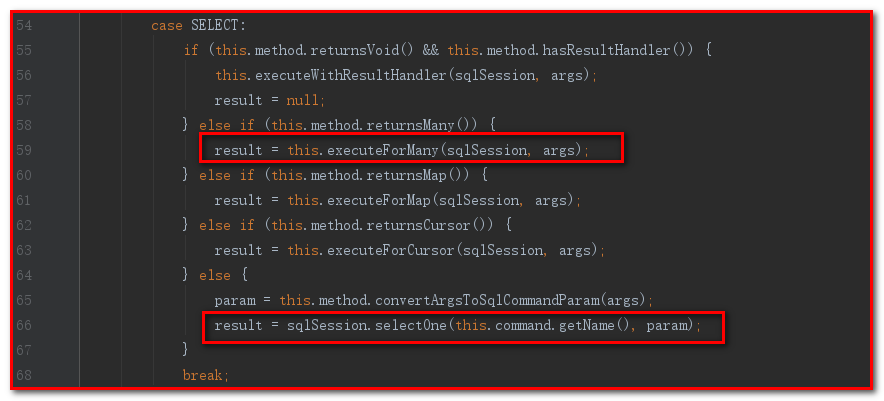 54 case SELECT:
55 if (this.method.returnsVoid() && this.method.hasResultHandler()) {
56 this.executeWithResultHandler(sqlSession, args);
57 result = null;
58 } else if (this.method.returnsMany()) {
59 result = this.executeForMany(sqlSession, args);
60 } else if (this.method.returnsMap()) {
61 result = this.executeForMap(sqlSession, args);
62 } else if (this.method.returnsCursor()) {
63 result = this.executeForCursor(sqlSession, args);
64 } else {
65 param = this.method.convertArgsToSqlCommandParam(args);
66 result = sqlSession.selectOne(this.command.getName(), param);
67 }
68 break;